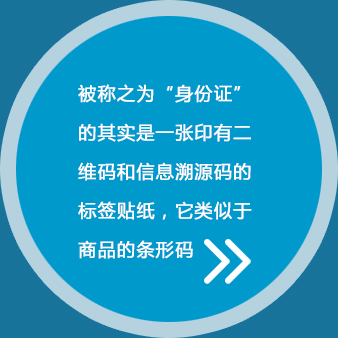 被称之为“身份证”
的其实是一张印有二
维码和信息溯源码的
标签贴纸，它类似于
商品的条形码